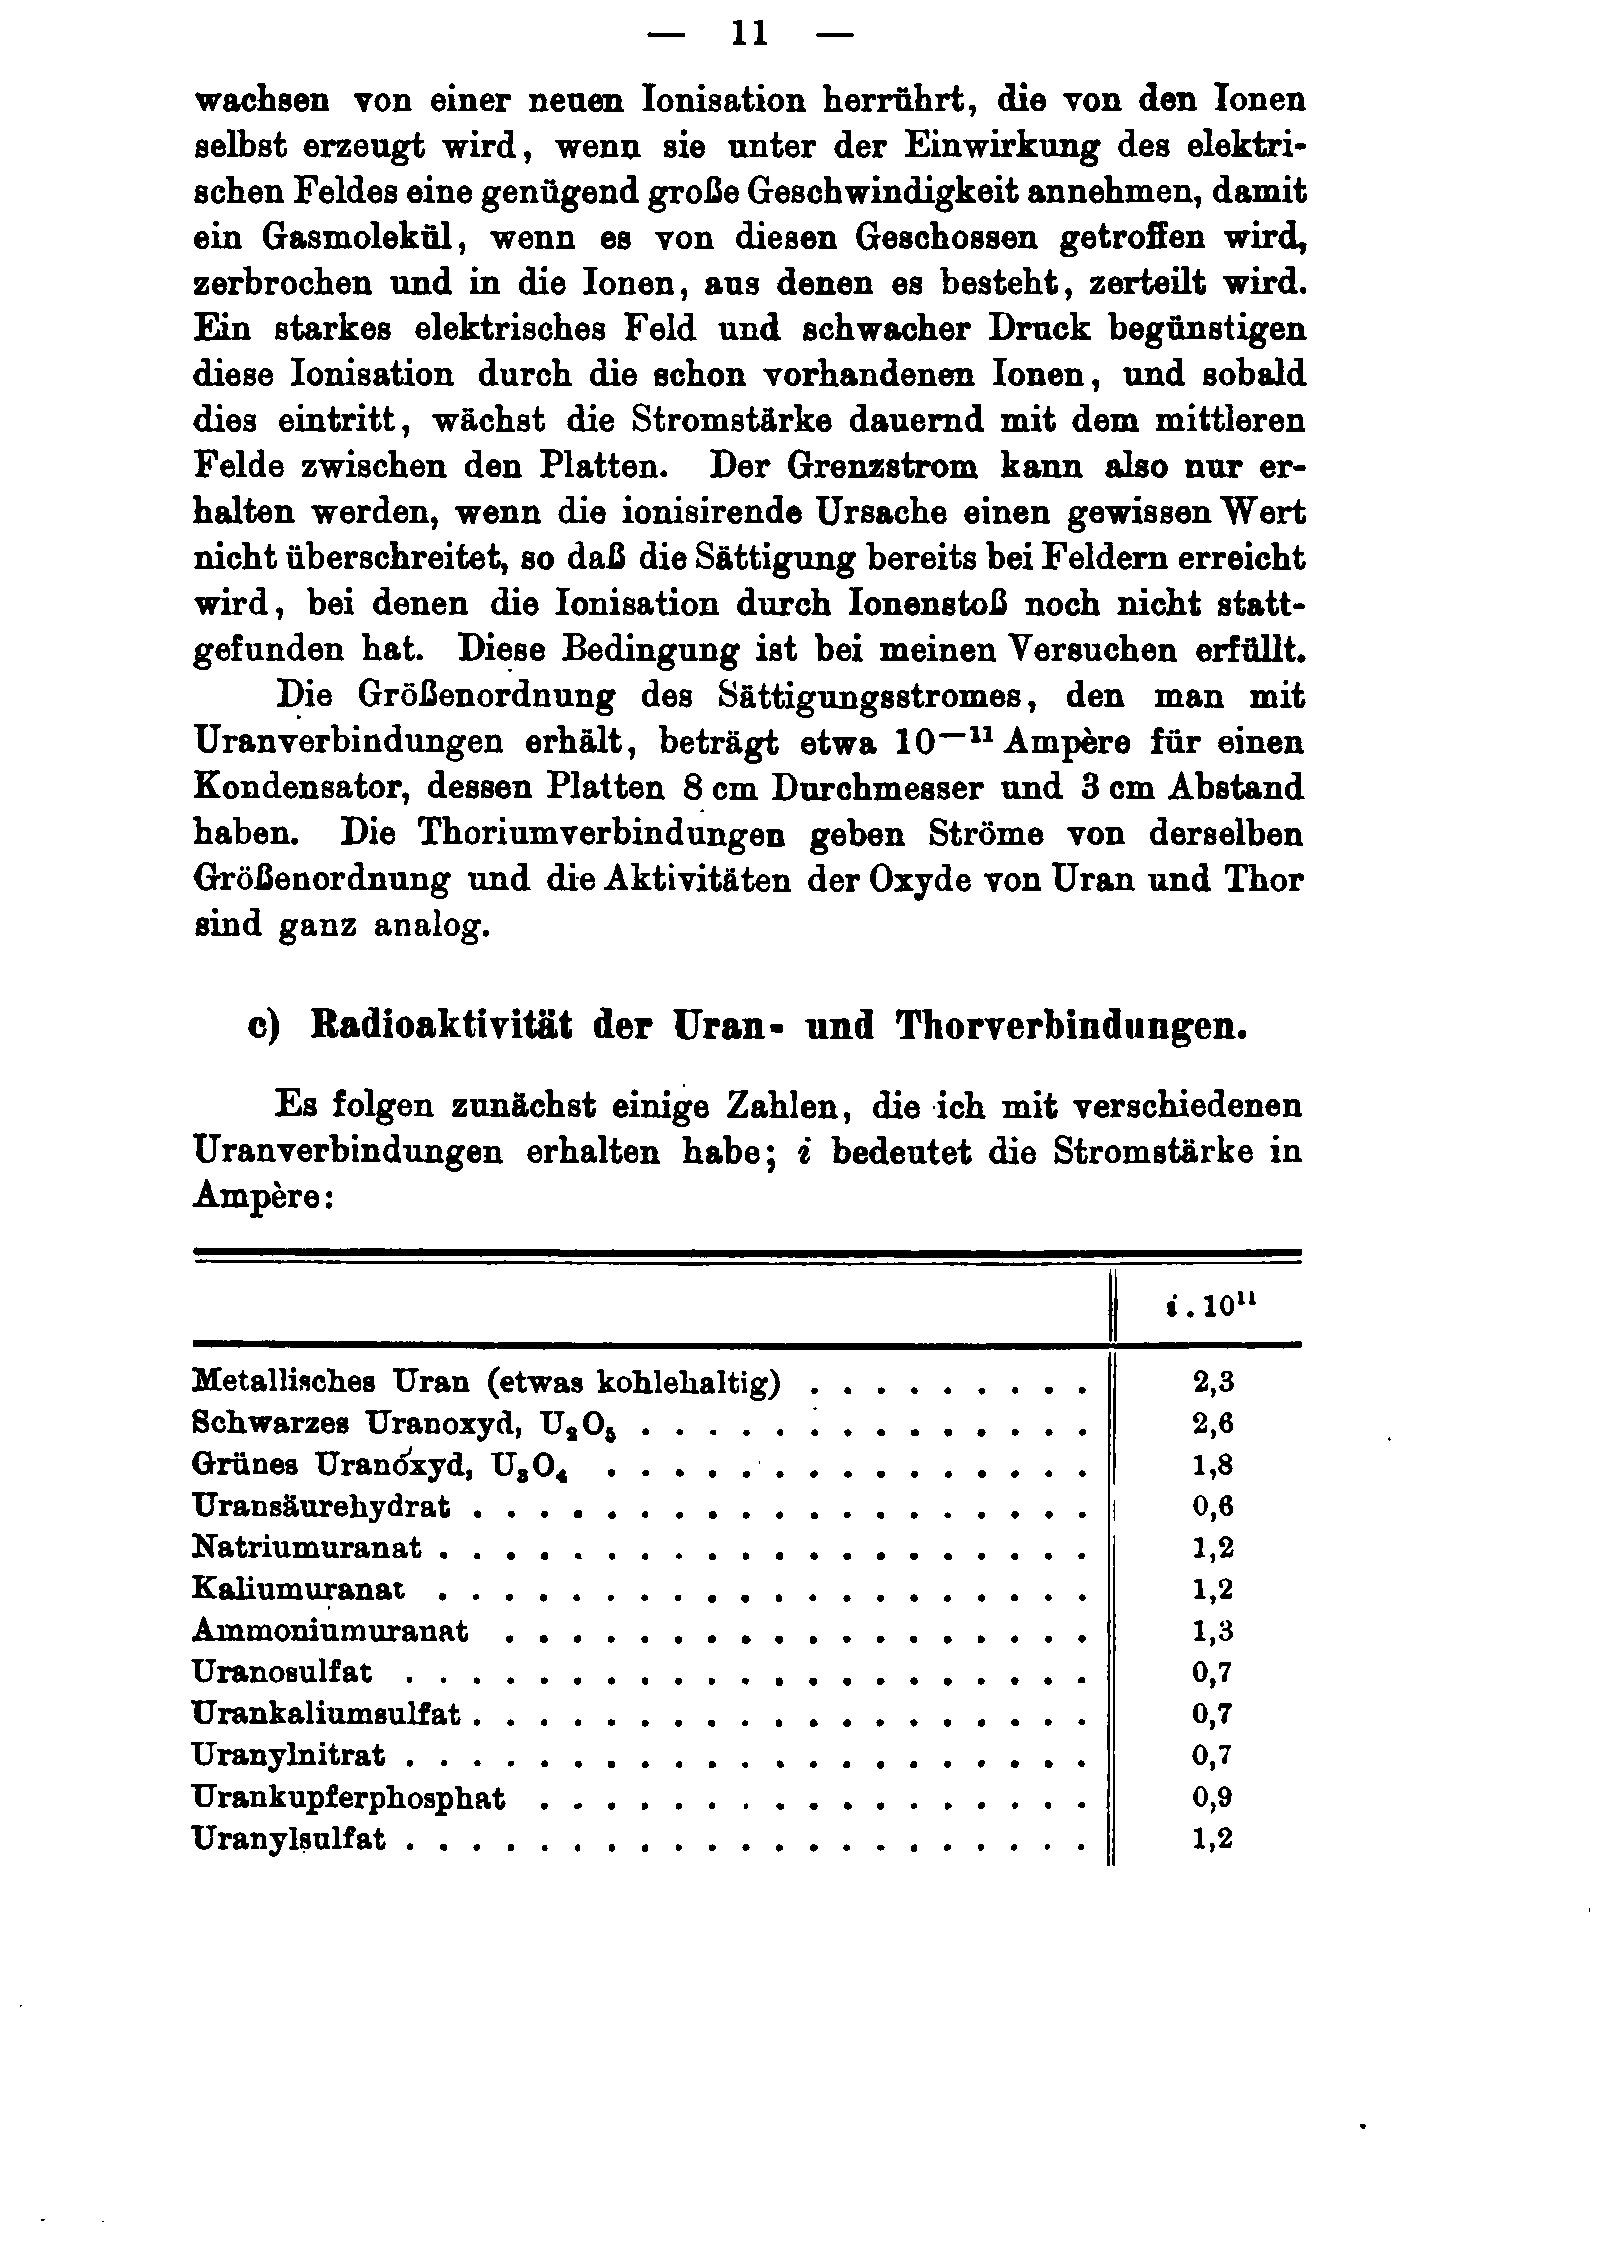 — 11 —
wachsen von einer neuen Ionisation herrührt, die von den Ionen
selbst erzeugt wird, wenn sie unter der Einwirkung des elektri-
schen Feldes eine genügend große Geschwindigkeit annehmen, damit
ein Gasmolekül, wenn es von diesen Geschossen getroffen wird,
zerbrochen und in die Ionen, aus denen es besteht, zerteilt wird.
Ein starkes elektrisches Feld und schwacher Druck begünstigen
diese Ionisation durch die schon vorhandenen Ionen, und sobald
dies eintritt, wächst die Stromstärke dauernd mit dem mittleren
Felde zwischen den Platten. Der Grenzstrom kann also nur er-
halten werden, wenn die ionisirende Ursache einen gewissen Wert
nicht überschreitet, so daß die Sättigung bereits bei Feldern erreicht
wird, bei denen die Ionisation durch Ionenstoß noch nicht statt-
gefunden hat. Diese Bedingung ist bei meinen Versuchen erfüllt.
Die Größenordnung des Sättigungsstromes, den man mit
Uranverbindungen erhält, beträgt etwa 10—¹¹ Ampère für einen
Kondensator, dessen Platten 8 cm Durchmesser und 3 cm Abstand
haben. Die Thoriumverbindungen geben Ströme von derselben
Größenordnung und die Aktivitäten der Oxyde von Uran und Thor
sind ganz analog.
c) Radioaktivität der Uran- und Thorverbindungen.
Es folgen zunächst einige Zahlen, die ich mit verschiedenen
Uranverbindungen erhalten habe; i bedeutet die Stromstärke in
Ampère:
i . 10¹¹
Metallisches Uran (etwas kohlehaltig) . . . . . . . . . 2,3
Schwarzes Uranoxyd, U₂O₅ . . . . . . . . . . . . . . 2,6
Grünes Uranoxyd, U₃O₄ . . . . . . . . . . . . . . . 1,8
Uransäurehydrat . . . . . . . . . . . . . . . . . . . 0,6
Natriumuranat . . . . . . . . . . . . . . . . . . . . 1,2
Kaliumuranat . . . . . . . . . . . . . . . . . . . . 1,2
Ammoniumuranat . . . . . . . . . . . . . . . . . . 1,3
Uranosulfat . . . . . . . . . . . . . . . . . . . . . 0,7
Urankaliumsulfat . . . . . . . . . . . . . . . . . . . 0,7
Uranylnitrat . . . . . . . . . . . . . . . . . . . . . 0,7
Urankupferphosphat . . . . . . . . . . . . . . . . . 0,9
Uranylsulfat . . . . . . . . . . . . . . . . . . . . . 1,2